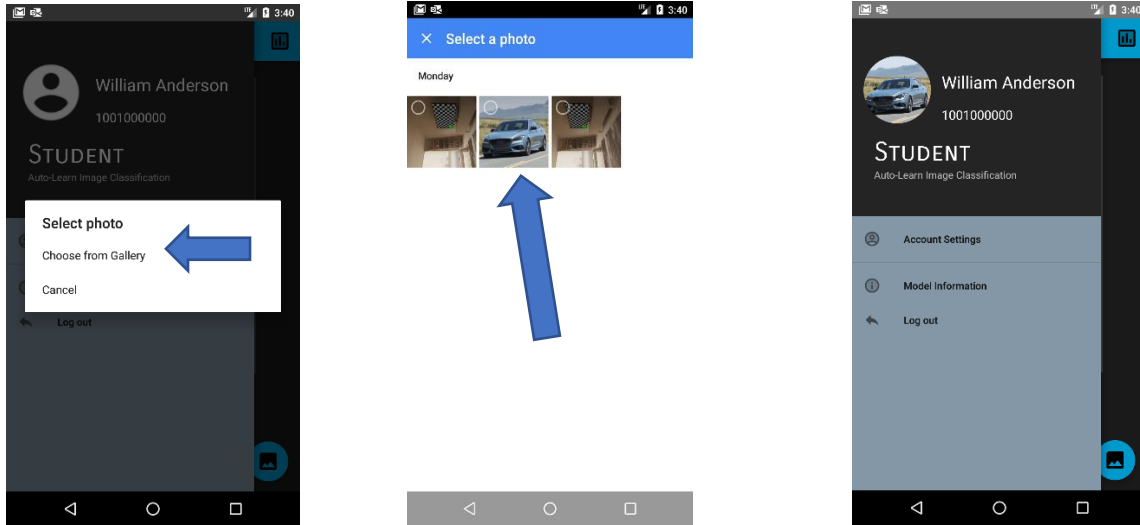 3:40
William Anderson
1001000000
STUDENT
Auto-Learn Image Classification
Select photo
Choose from Gallery
Cancel
Log out
3:40
Select a photo
Monday
3:40
William Anderson
1001000000
STUDENT
Auto-Learn Image Classification
Account Settings
Model Information
Log out